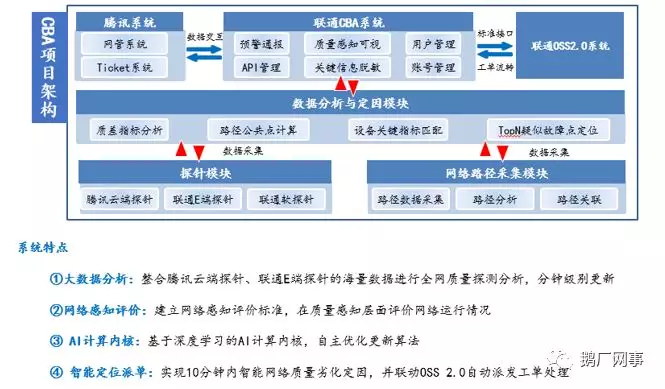 CBA项目架构
腾讯系统
网管系统
Ticket系统
数据交互
联通CBA系统
预警通报 质量感知可视 用户管理
API管理 关键信息脱敏 账号管理
标准接口
工单流转
联通OSS2.0系统
数据分析与定因模块
质差指标分析 路径公共点计算 设备关键指标匹配 TopN疑似故障点定位
数据采集 数据采集
探针模块
腾讯云端探针 联通E端探针 联通软探针
网络路径采集模块
路径数据采集 路径分析 路径关联
系统特点
①大数据分析：整合腾讯云端探针、联通E端探针的海量数据进行全网质量探测分析，分钟级别更新
②网络感知评价：建立网络感知评价标准，在质量感知层面评价网络运行情况
③ AI计算内核：基于深度学习的AI计算内核，自主优化更新算法
④ 智能定位派单：实现10分钟内智能网络质量劣化定因，并联动OSS 2.0自动派发工单处理
鹅厂网事